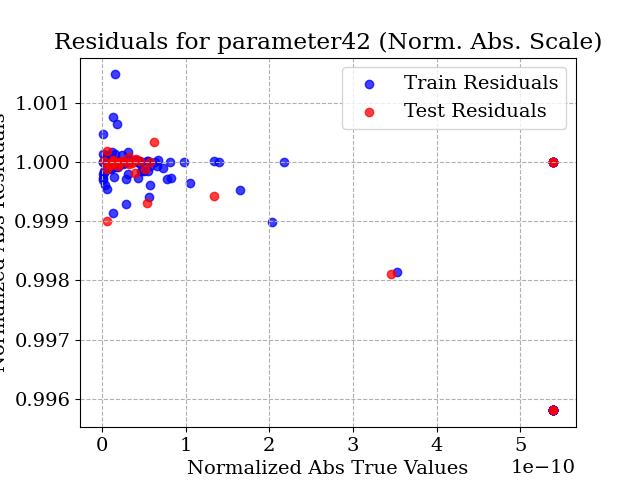 Residuals for parameter42 (Norm. Abs. Scale)
Train Residuals
Test Residuals
1.001
1.000
0.999
0.998
0.997
0.996
Normalized Abs Residuals
0
1
2
3
4
5
1e−10
Normalized Abs True Values